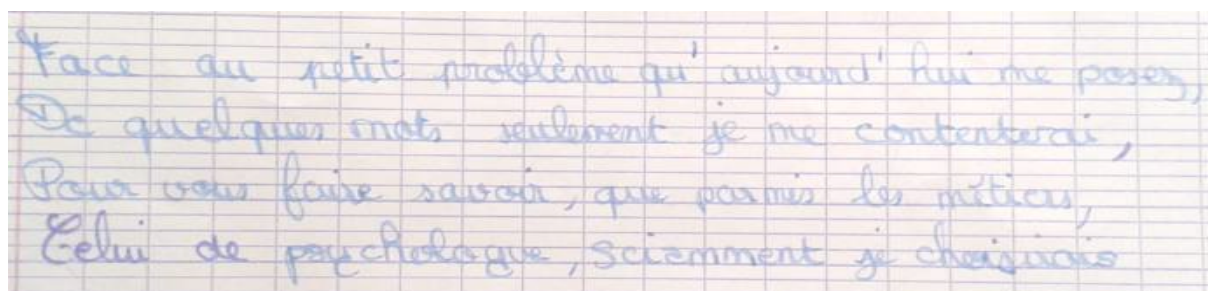 Face au petit problème qu'aujourd'hui me posez,
De quelques mots seulement je me contenterai,
Pour vous faire savoir, que parmis les métiers,
Celui de psychologue, sciemment je choisirais